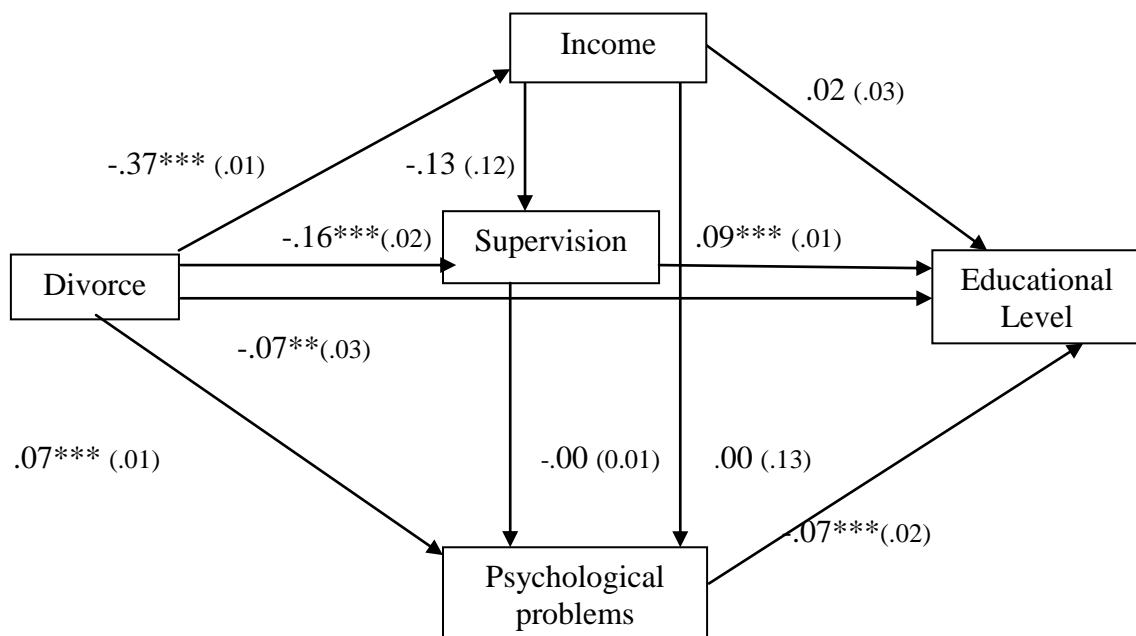 Income
.02 (.03)
-.37*** (.01)
-.13 (.12)
-.16***(.02)
Supervision
.09*** (.01)
Divorce
Educational
Level
-.07**(.03)
.07*** (.01)
-.00 (0.01)
.00 (.13)
-.07***(.02)
Psychological
problems